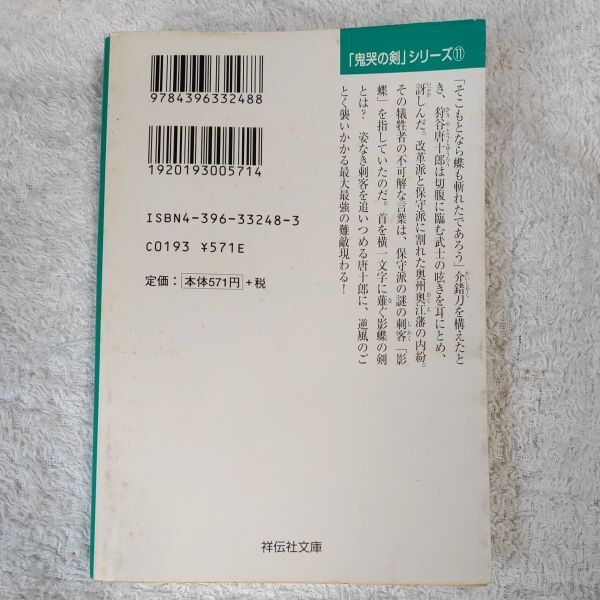 「鬼哭の剣」シリーズ⑪
「そこもとなら蝶も斬れたであろう」介錯刀を構えたと
き、狩谷唐十郎は切腹に臨む武士の呟きを耳にとめ、
訝しんだ。改革派と保守派に割れた奥州奥江藩の内紛。
その犠牲者の不可解な言葉は、保守派の謎の刺客「影
蝶」を指していたのだ。首を横一文字に薙ぐ影蝶の剣
とは？ 姿なき刺客を追いつめる唐十郎に、逆風のご
とく襲いかかる最大最強の難敵現わる！
9784396332488
1920193005714
ISBN4-396-33248-3
C0193 ¥571E
定価：本体571円+税
祥伝社文庫